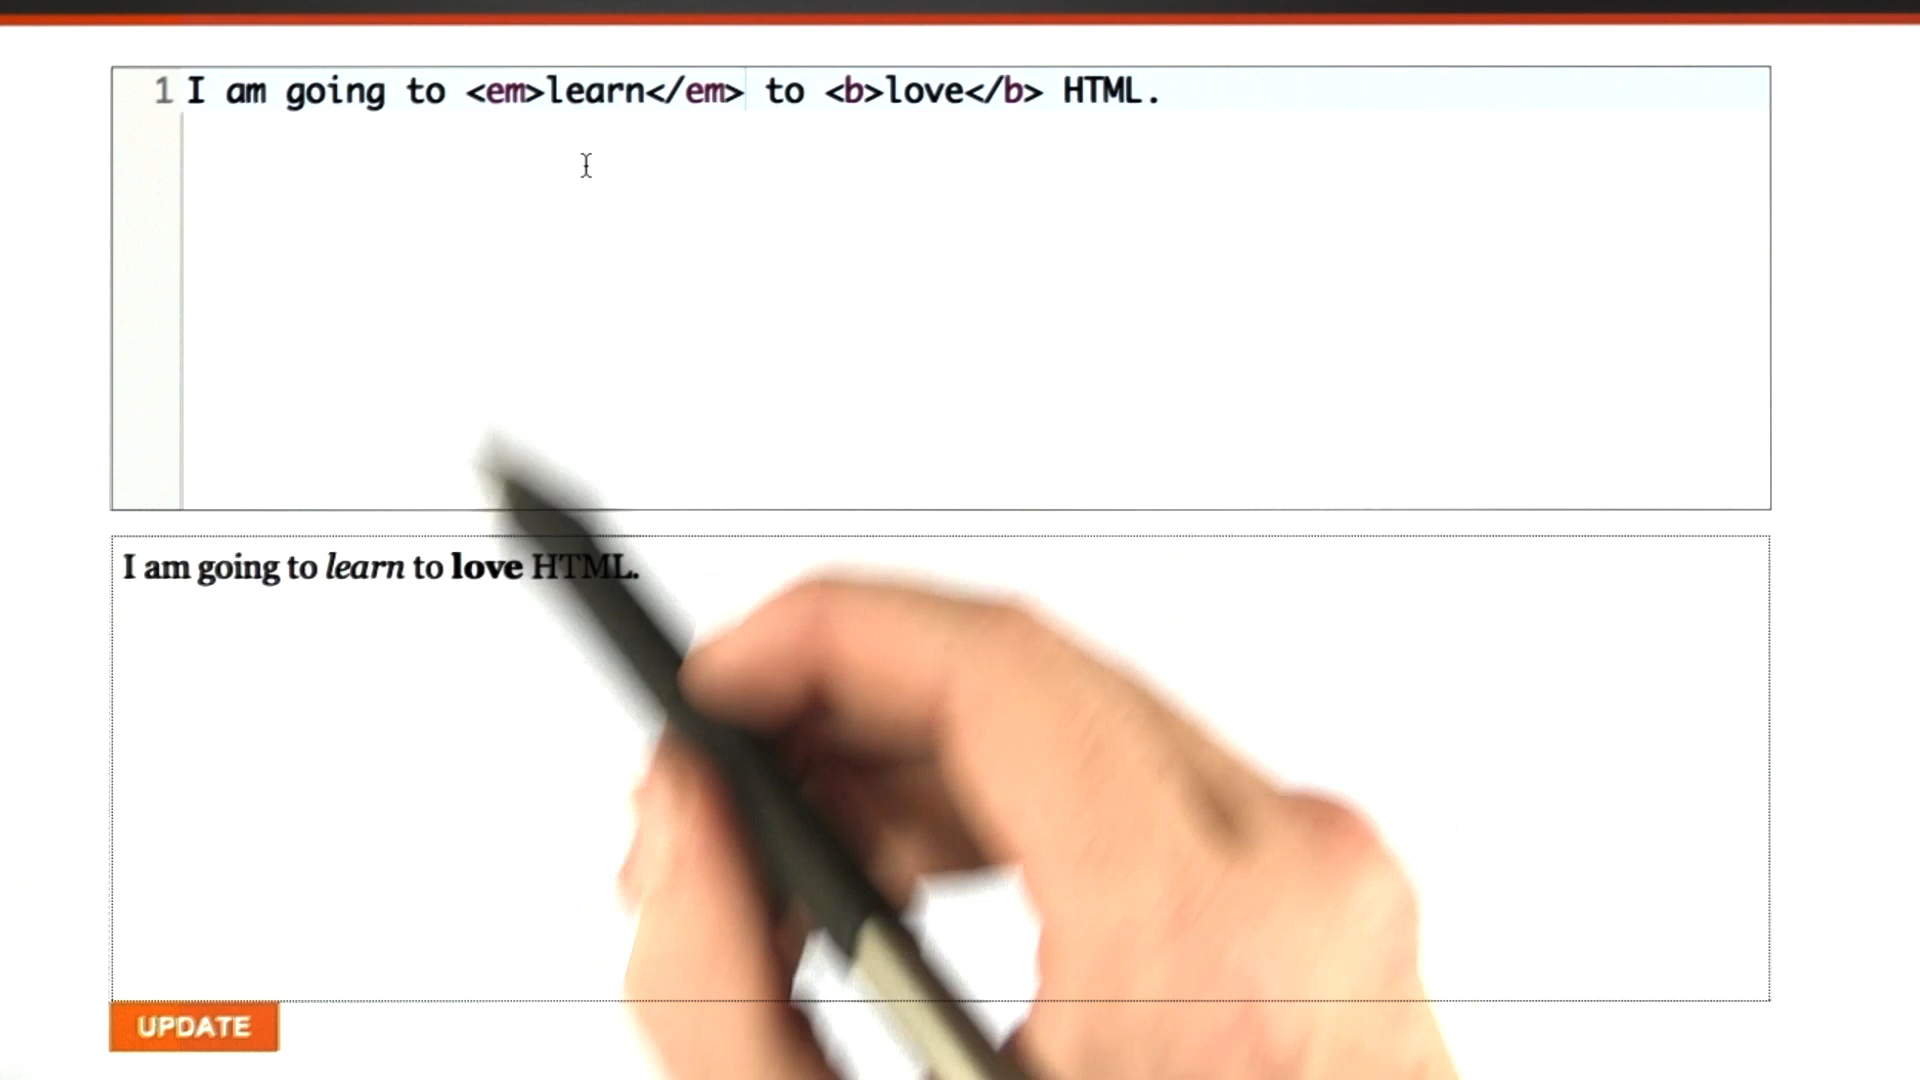 1 I am going to <em>learn</em> to <b>love</b> HTML.
I am going to learn to love HTML.
UPDATE